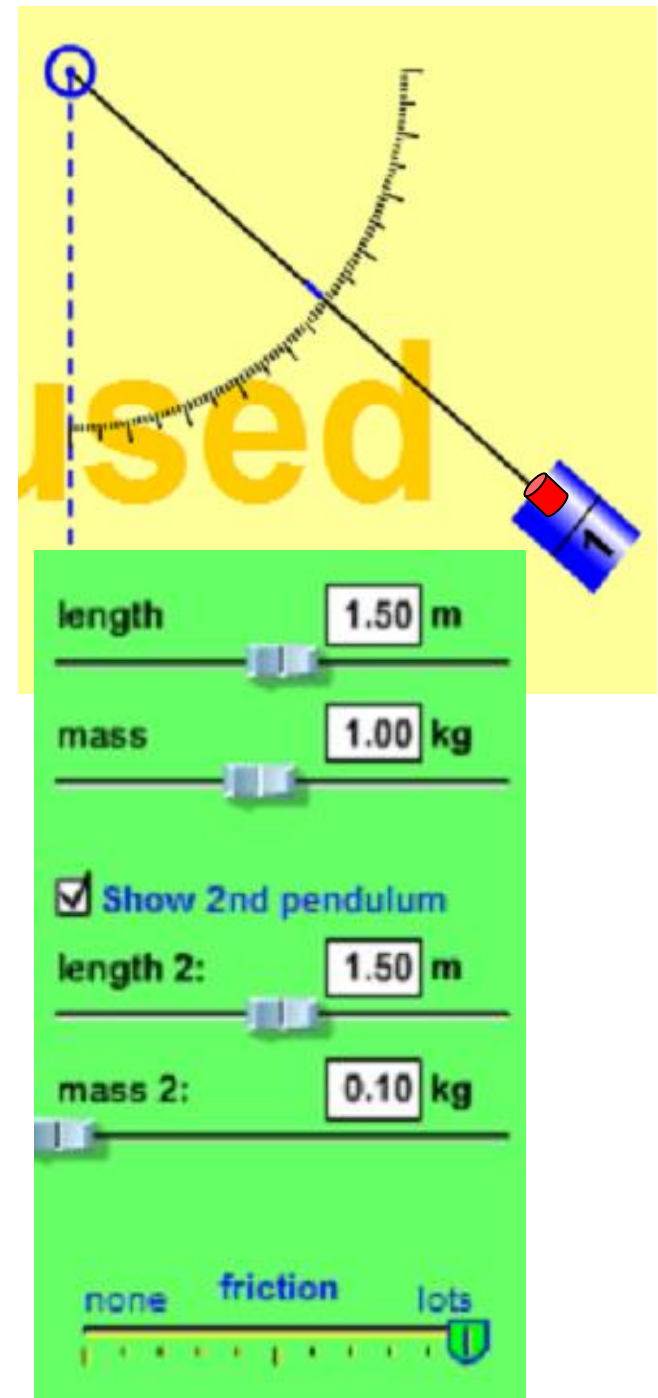 used
1
length 1.50 m
mass 1.00 kg
Show 2nd pendulum
length 2: 1.50 m
mass 2: 0.10 kg
friction
none lots